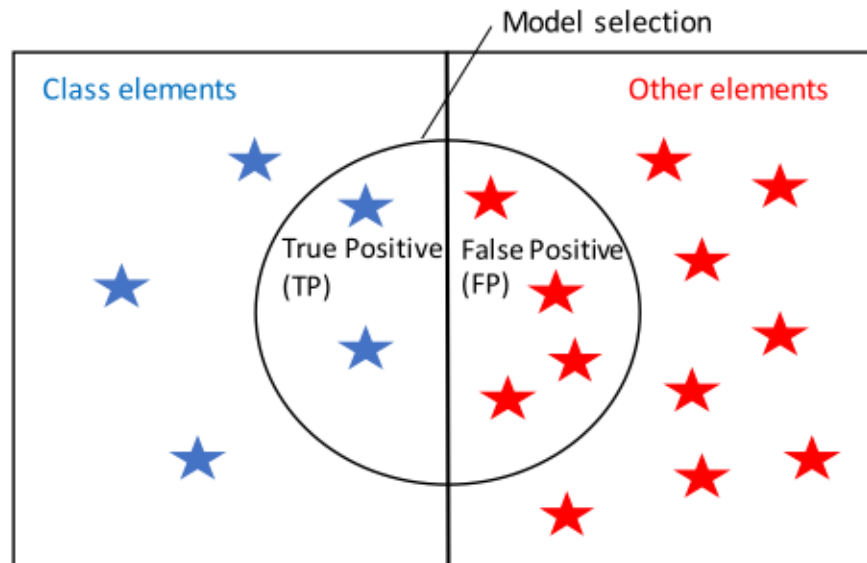 Model selection
Class elements
Other elements
True Positive
(TP)
False Positive
(FP)